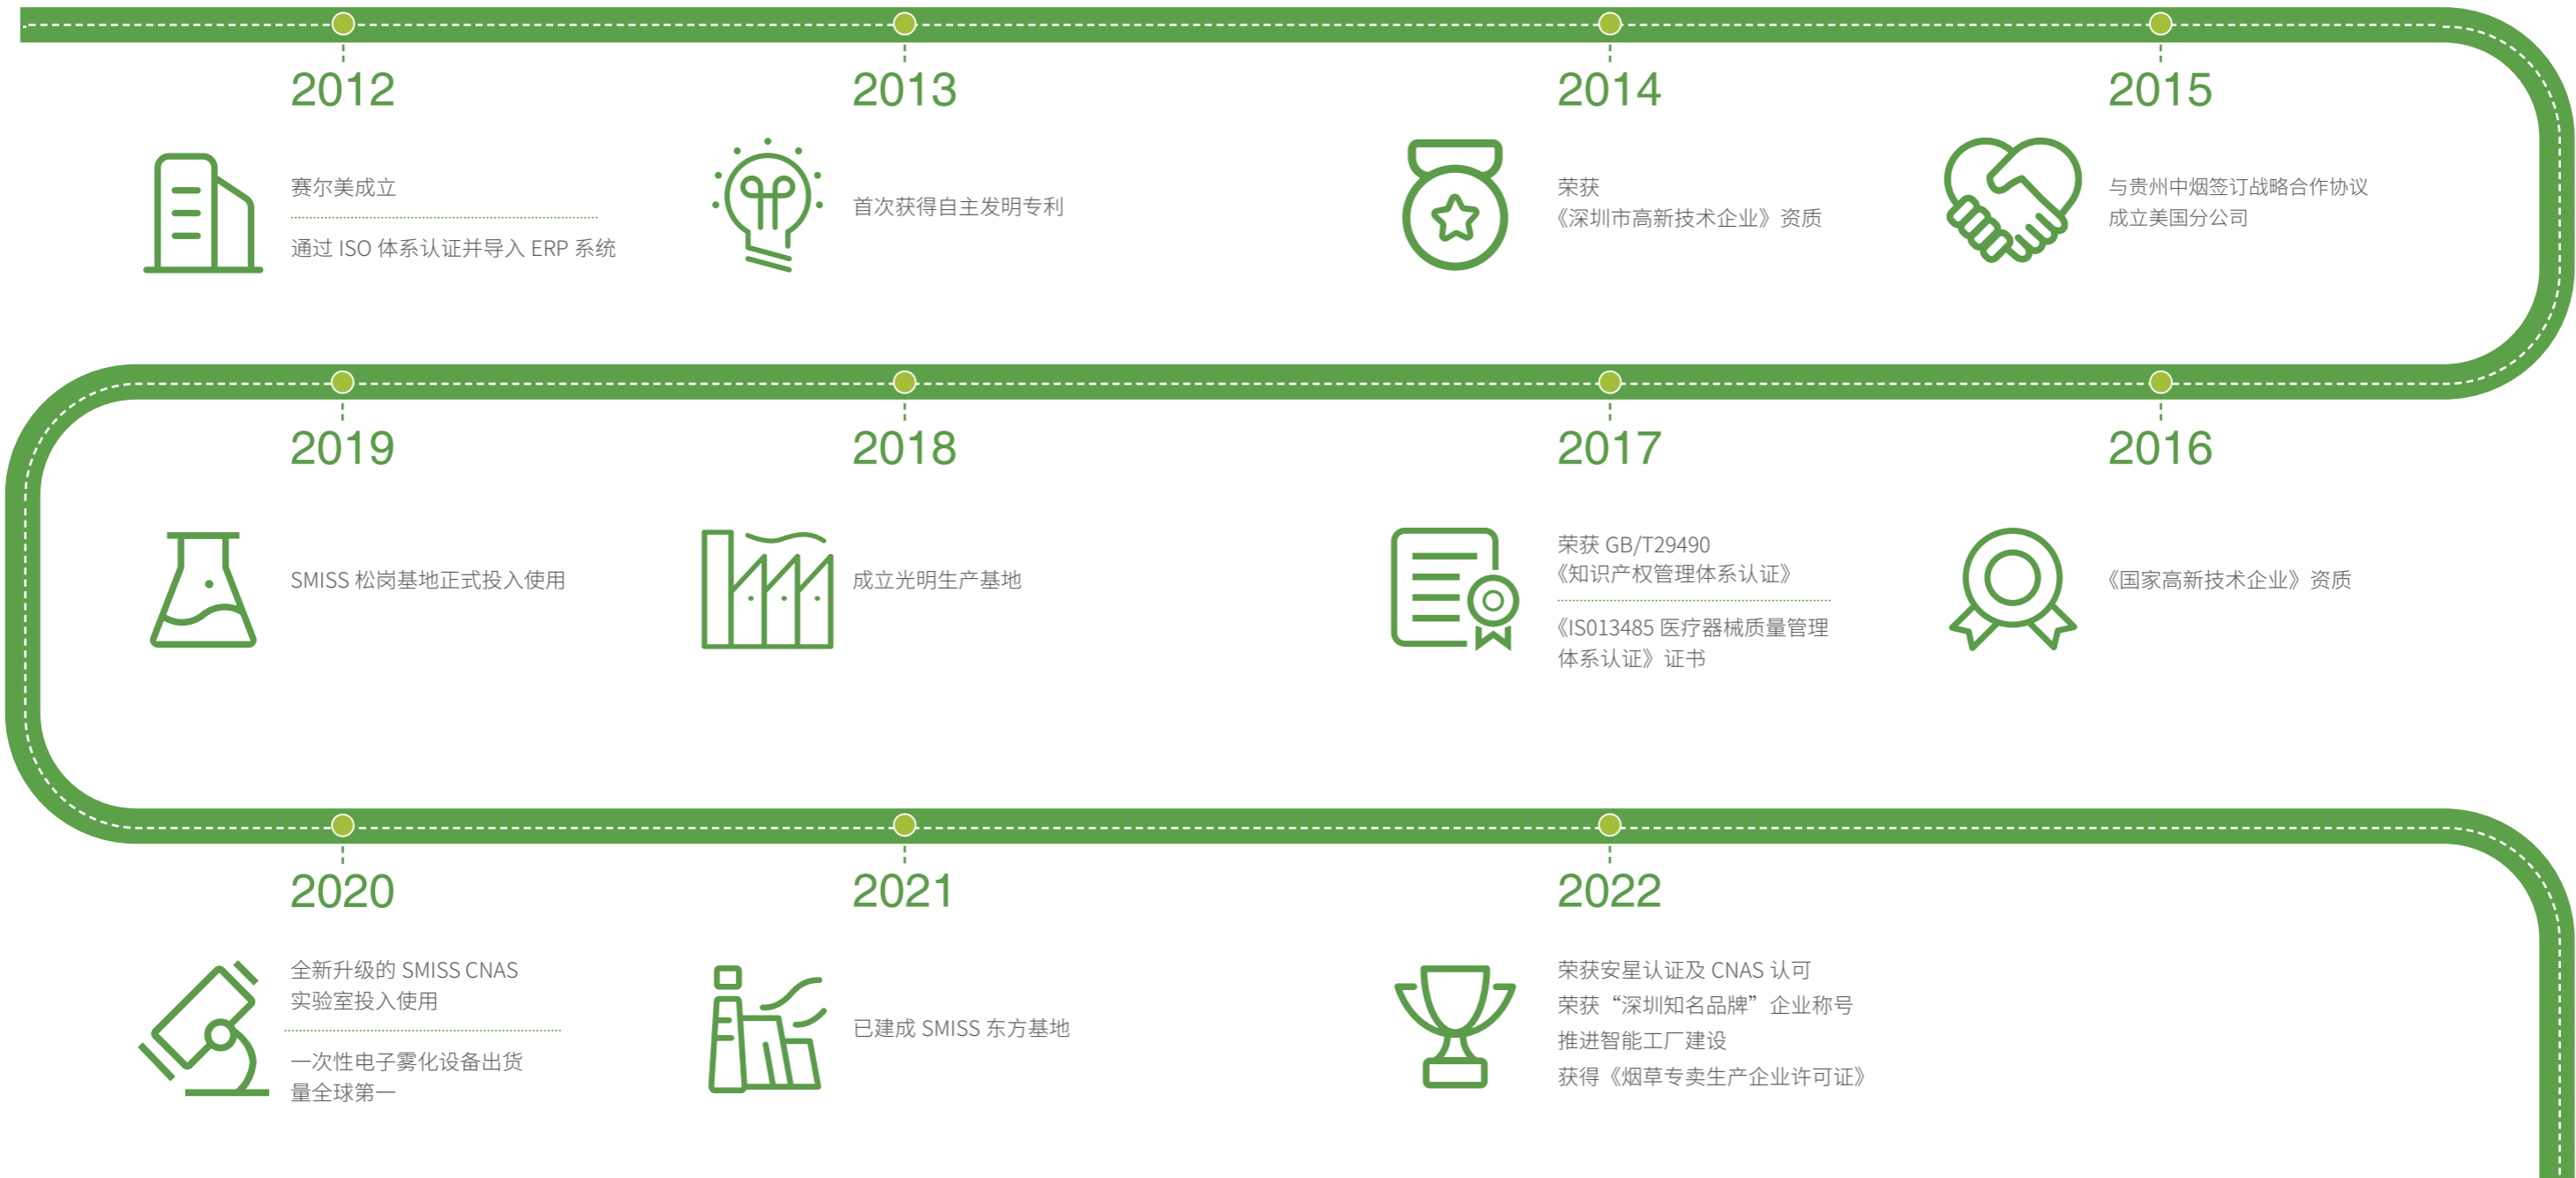 2012
赛尔美成立
通过 ISO 体系认证并导入 ERP 系统
2013
首次获得自主发明专利
2014
荣获
《深圳市高新技术企业》资质
2015
与贵州中烟签订战略合作协议
成立美国分公司
2016
《国家高新技术企业》资质
2017
荣获 GB/T29490
《知识产权管理体系认证》
《IS013485 医疗器械质量管理
体系认证》证书
2018
成立光明生产基地
2019
SMISS 松岗基地正式投入使用
2020
全新升级的 SMISS CNAS
实验室投入使用
一次性电子雾化设备出货
量全球第一
2021
已建成 SMISS 东方基地
2022
荣获安星认证及 CNAS 认可
荣获“深圳知名品牌”企业称号
推进智能工厂建设
获得《烟草专卖生产企业许可证》